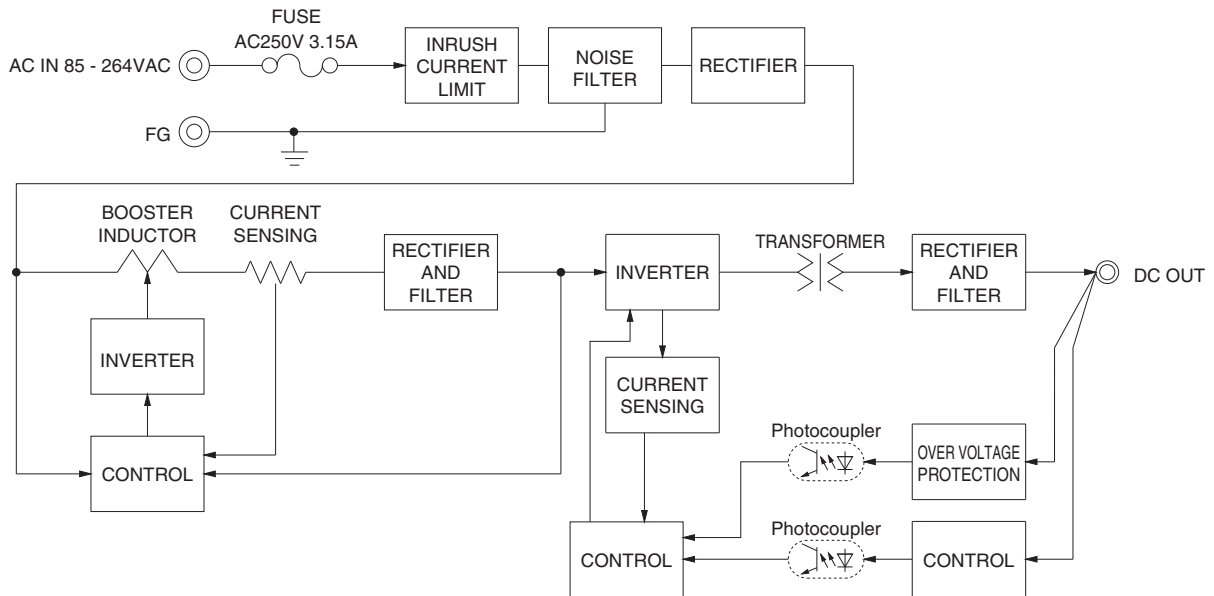 FUSE
AC250V 3.15A
AC IN 85 - 264VAC
INRUSH
CURRENT
LIMIT
NOISE
FILTER
RECTIFIER
FG
BOOSTER
INDUCTOR
CURRENT
SENSING
RECTIFIER
AND
FILTER
INVERTER
TRANSFORMER
RECTIFIER
AND
FILTER
DC OUT
INVERTER
CURRENT
SENSING
CONTROL
Photocoupler
OVER VOLTAGE
PROTECTION
CONTROL
Photocoupler
CONTROL